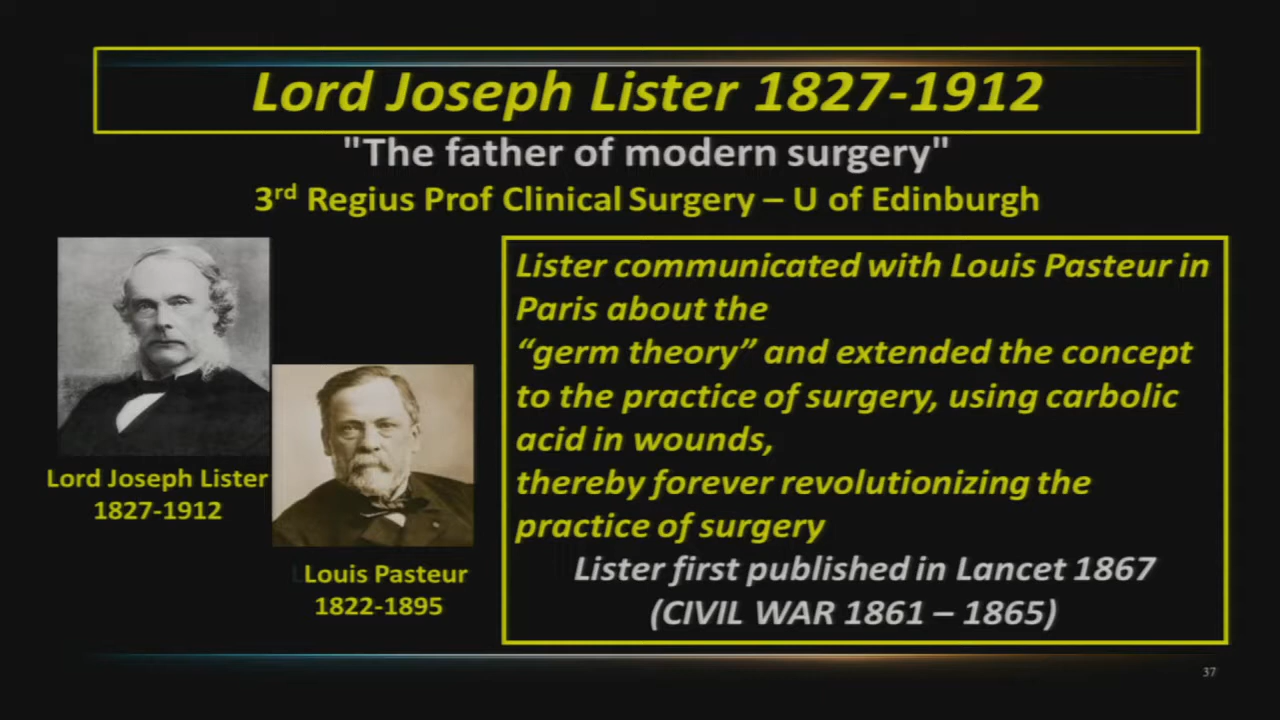 Lord Joseph Lister 1827-1912
"The father of modern surgery"
3rd Regius Prof Clinical Surgery – U of Edinburgh
Lister communicated with Louis Pasteur in
Paris about the
“germ theory” and extended the concept
to the practice of surgery, using carbolic
acid in wounds,
thereby forever revolutionizing the
practice of surgery
Lister first published in Lancet 1867
(CIVIL WAR 1861 – 1865)
Lord Joseph Lister
1827-1912
Louis Pasteur
1822-1895
37